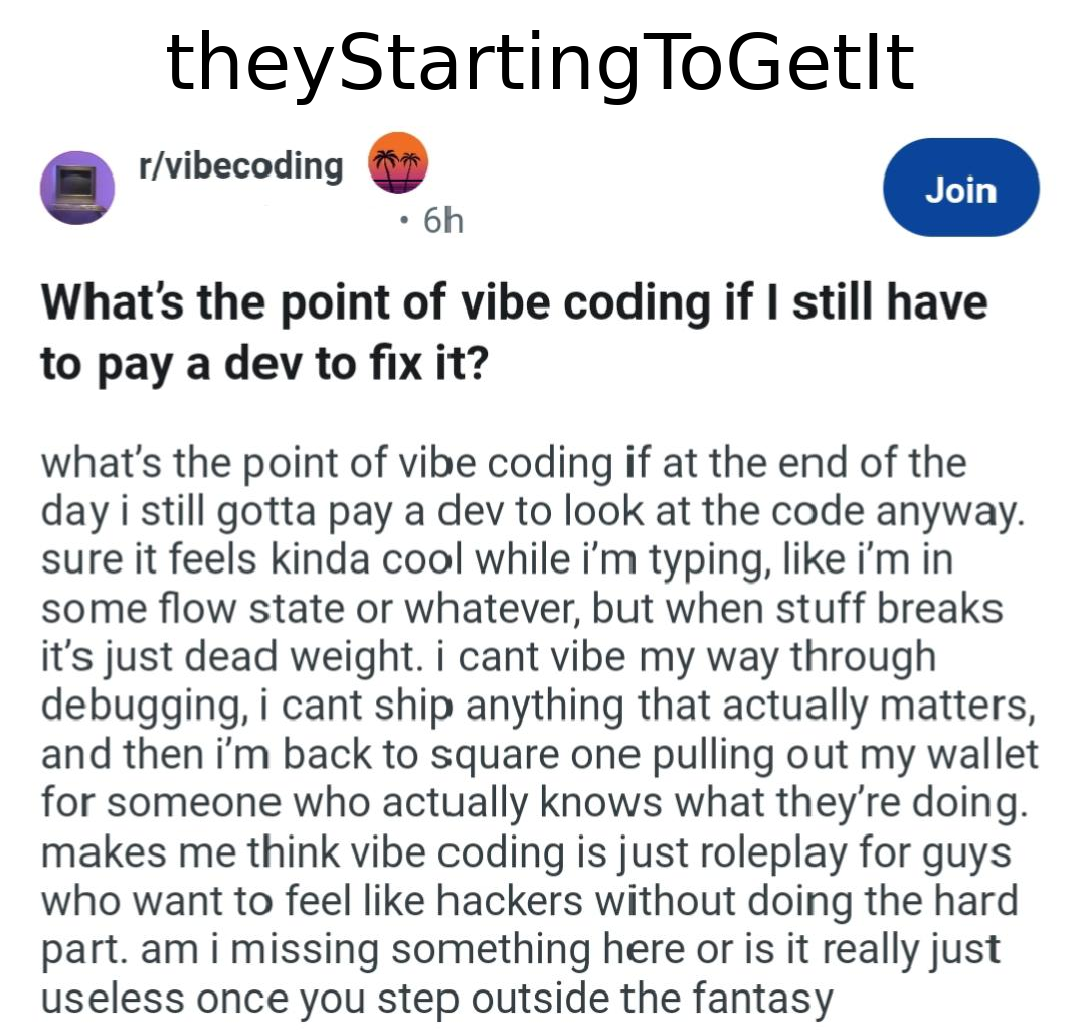 theyStartingToGetIt
r/vibecoding
• 6h
Join
What's the point of vibe coding if I still have
to pay a dev to fix it?
what's the point of vibe coding if at the end of the
day i still gotta pay a dev to look at the code anyway.
sure it feels kinda cool while i'm typing, like i'm in
some flow state or whatever, but when stuff breaks
it's just dead weight. i cant vibe my way through
debugging, i cant ship anything that actually matters,
and then i'm back to square one pulling out my wallet
for someone who actually knows what they're doing.
makes me think vibe coding is just roleplay for guys
who want to feel like hackers without doing the hard
part. am i missing something here or is it really just
useless once you step outside the fantasy